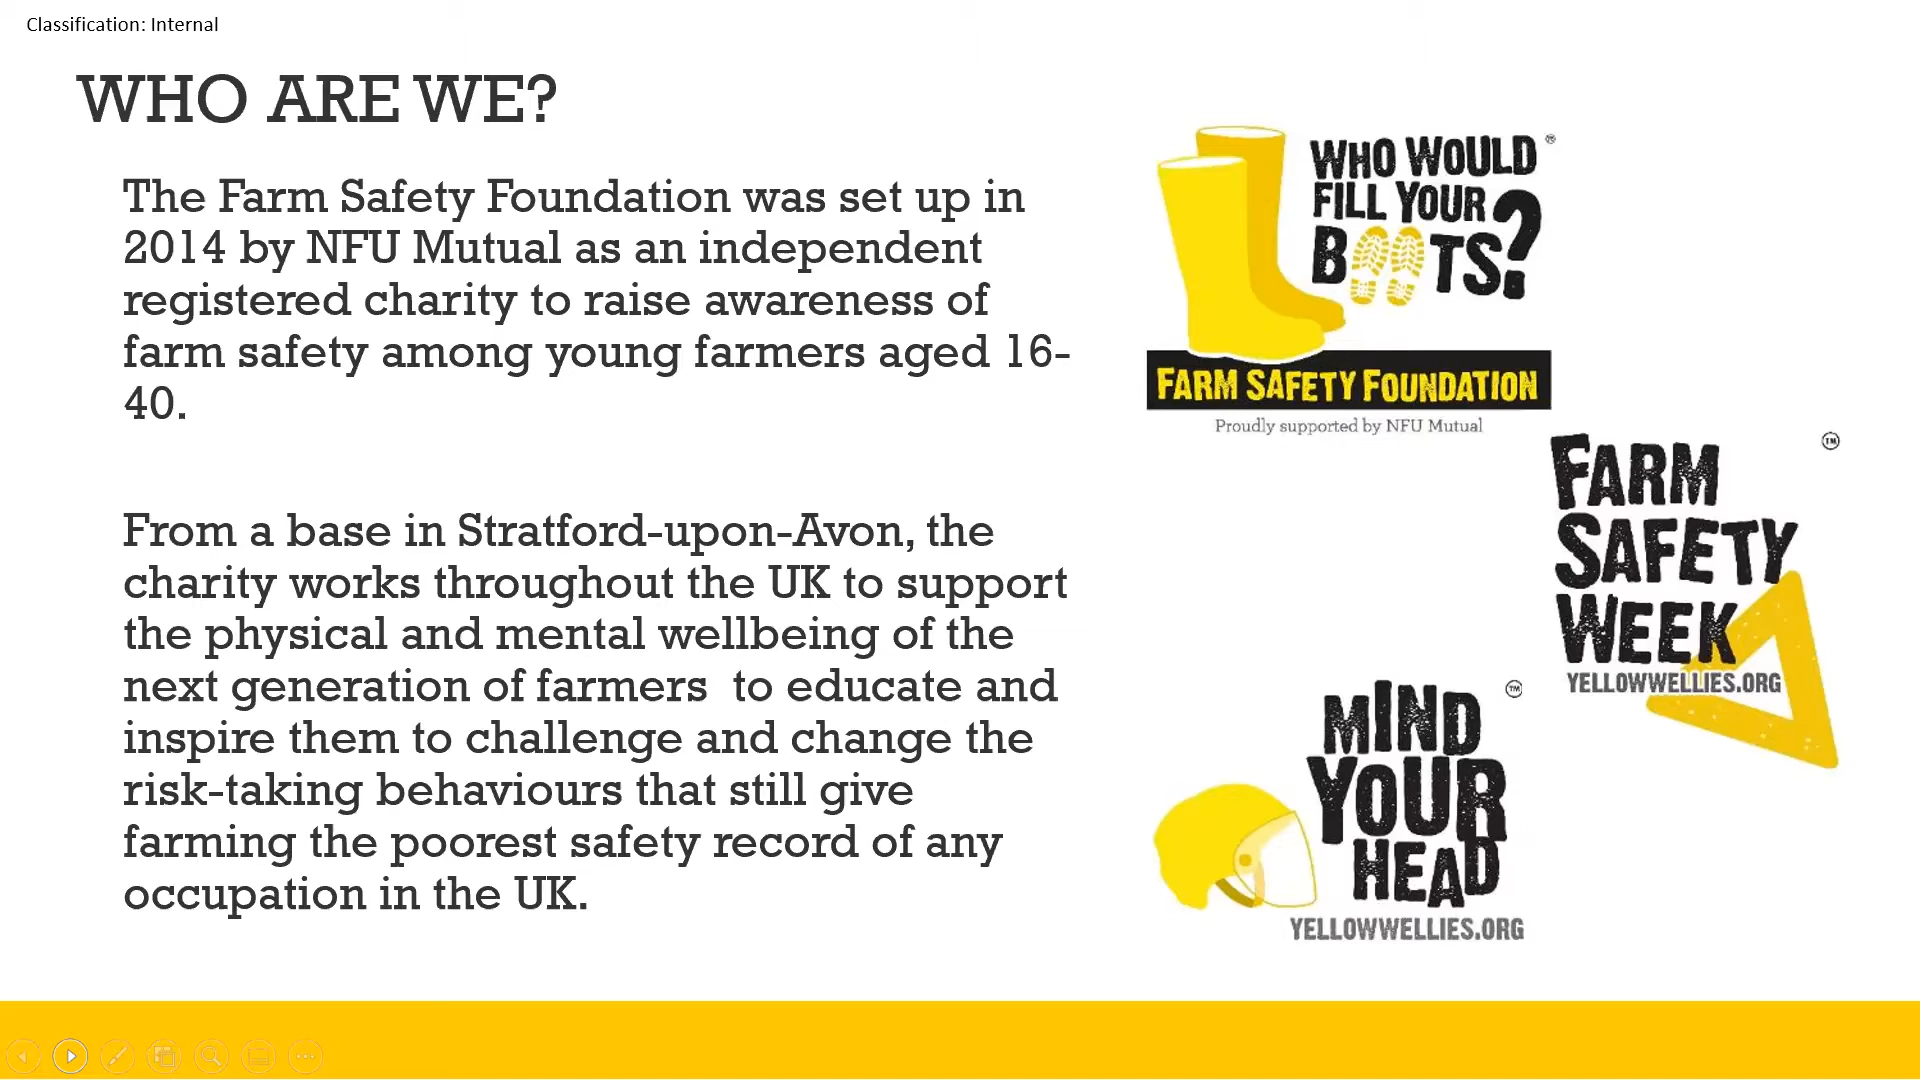 Classification: Internal
WHO ARE WE?
The Farm Safety Foundation was set up in
2014 by NFU Mutual as an independent
registered charity to raise awareness of
farm safety among young farmers aged 16-
40.
From a base in Stratford-upon-Avon, the
charity works throughout the UK to support
the physical and mental wellbeing of the
next generation of farmers  to educate and
inspire them to challenge and change the
risk-taking behaviours that still give
farming the poorest safety record of any
occupation in the UK.
WHO WOULD ®
FILL YOUR
BOOTS?
FARM SAFETY FOUNDATION
Proudly supported by NFU Mutual
FARM TM
SAFETY
WEEK
YELLOWWELLIES.ORG
MIND TM
YOUR
HEAD
YELLOWWELLIES.ORG